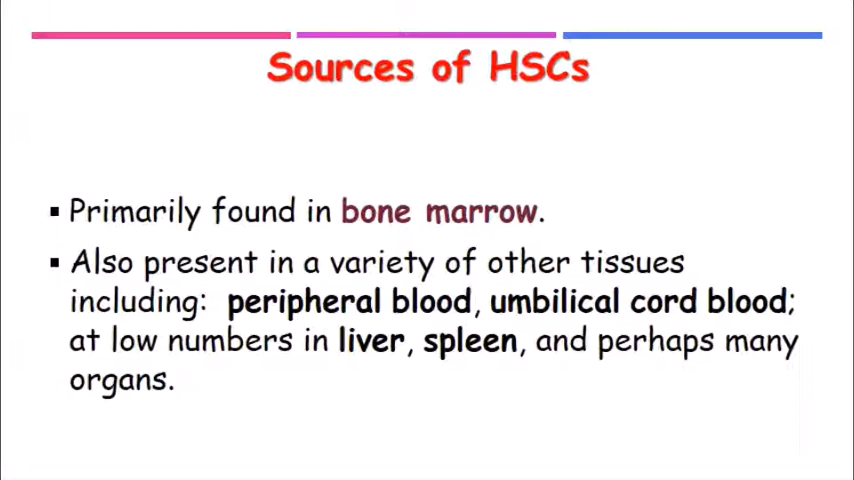 Sources of HSCs
▪ Primarily found in bone marrow.
▪ Also present in a variety of other tissues
including: peripheral blood, umbilical cord blood;
at low numbers in liver, spleen, and perhaps many
organs.